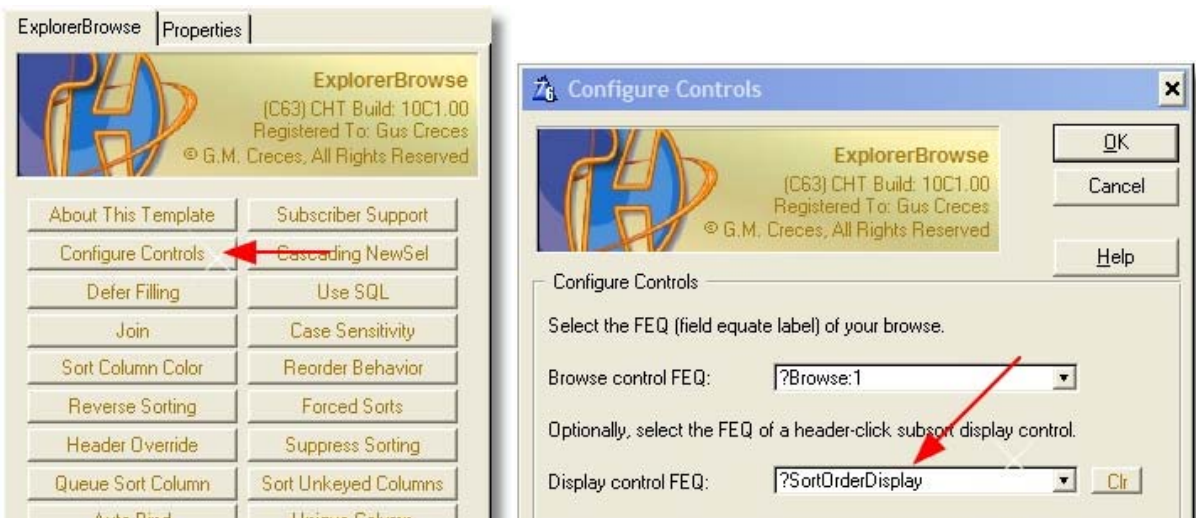 ExplorerBrowse
Properties
ExplorerBrowse
(C63) CHT Build: 10C1.00
Registered To: Gus Creces
© G.M. Creces, All Rights Reserved
About This Template
Subscriber Support
Configure Controls
Cascading NewSel
Defer Filling
Use SQL
Join
Case Sensitivity
Sort Column Color
Reorder Behavior
Reverse Sorting
Forced Sorts
Header Override
Suppress Sorting
Queue Sort Column
Sort Unkeyed Columns
Configure Controls
ExplorerBrowse
(C63) CHT Build: 10C1.00
Registered To: Gus Creces
© G.M. Creces, All Rights Reserved
OK
Cancel
Help
Configure Controls
Select the FEQ (field equate label) of your browse.
Browse control FEQ:
?Browse:1
Optionally, select the FEQ of a header-click subsort display control.
Display control FEQ:
?SortOrderDisplay
Clr